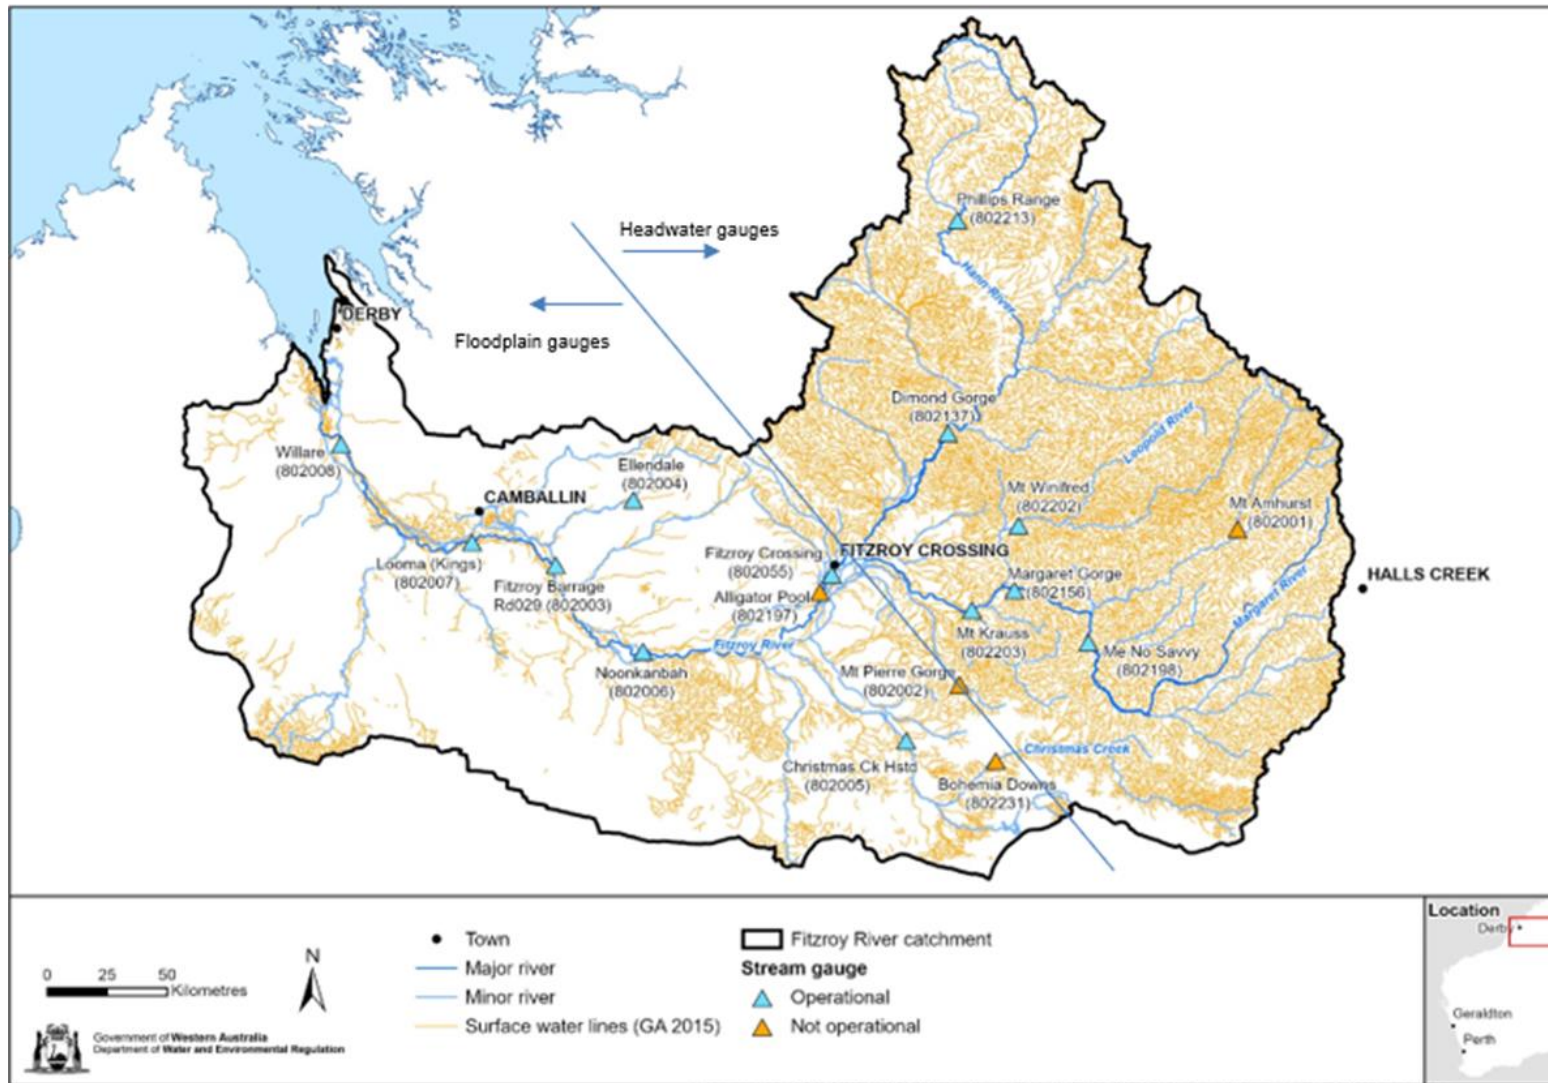 Phillips Range
(802213)
Headwater gauges
Hann River
DERBY
Floodplain gauges
Dimond Gorge
(802137)
Leopold River
Willare
(802008)
Ellendale
(802004)
CAMBALLIN
Mt Winifred
(802202)
Mt Amhurst
(802001)
Looma (Kings)
(802007)
Fitzroy Barrage
Rd029 (802003)
Fitzroy Crossing
(802055)
FITZROY CROSSING
Alligator Pool
(802197)
Margaret Gorge
(802156)
Margaret River
HALLS CREEK
Fitzroy River
Mt Krauss
(802203)
Me No Savvy
(802198)
Noonkanbah
(802006)
Mt Pierre Gorge
(802002)
Christmas Creek
Christmas Ck Hstd
(802005)
Bohemia Downs
(802231)
0 25 50
Kilometres
N
Government of Western Australia
Department of Water and Environmental Regulation
Town
Major river
Minor river
Surface water lines (GA 2015)
Fitzroy River catchment
Stream gauge
Operational
Not operational
Location
Derby
Geraldton
Perth